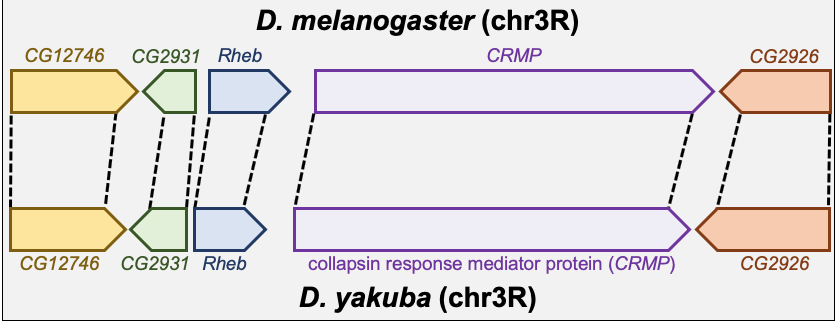 D. melanogaster (chr3R)
CG12746 CG2931 Rheb CRMP CG2926
CG12746 CG2931 Rheb collapsin response mediator protein (CRMP) CG2926
D. yakuba (chr3R)